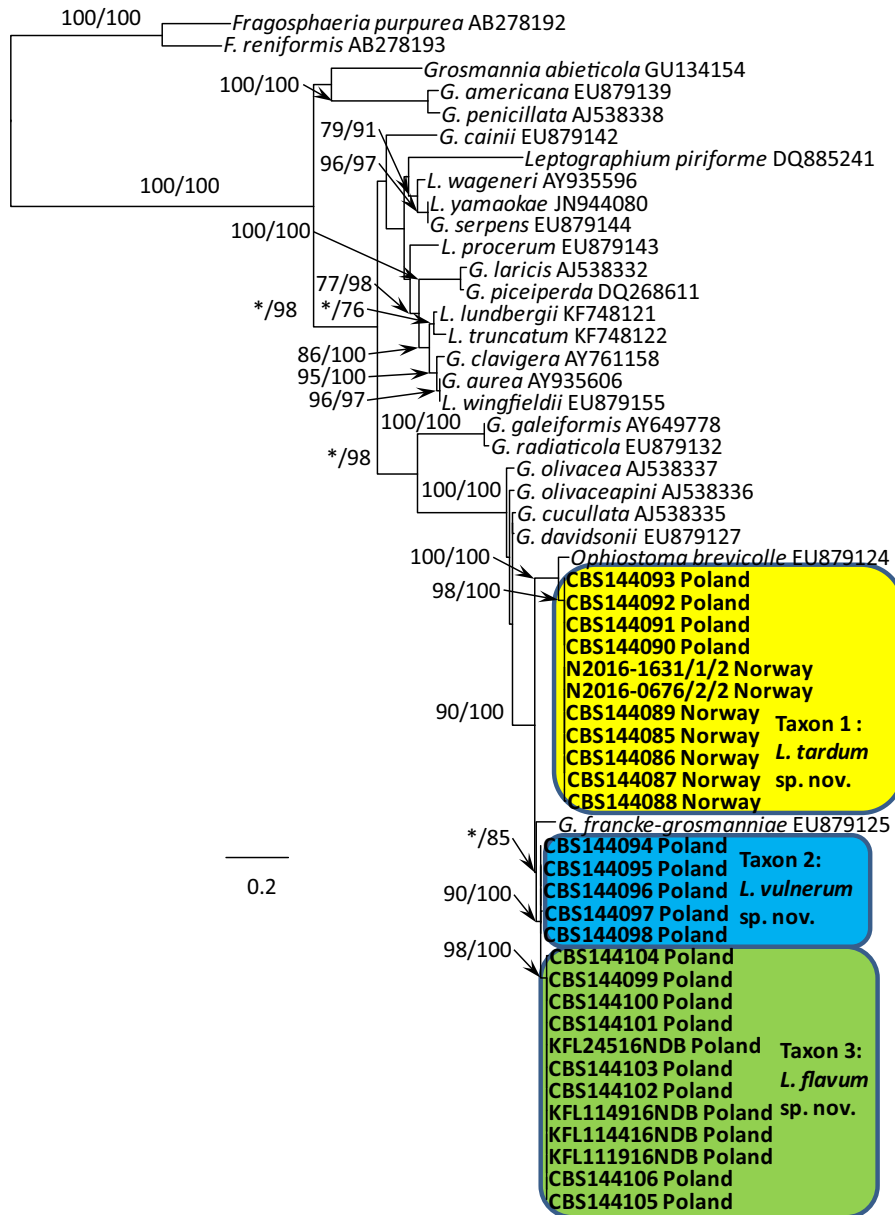 100/100
Fragosphaeria purpurea AB278192
F. reniformis AB278193
Grosmannia abieticola GU134154
100/100
G. americana EU879139
G. penicillata AJ538338
79/91
G. cainii EU879142
96/97
Leptographium piriforme DQ885241
100/100
L. wageneri AY935596
L. yamaokae JN944080
G. serpens EU879144
100/100
L. procerum EU879143
G. laricis AJ538332
77/98
G. piceiperda DQ268611
*/98
*/76
L. lundbergii KF748121
L. truncatum KF748122
86/100
G. clavigera AY761158
95/100
G. aurea AY935606
96/97
L. wingfieldii EU879155
100/100
G. galeiformis AY649778
G. radiaticola EU879132
*/98
G. olivacea AJ538337
100/100
G. olivaceapini AJ538336
G. cucullata AJ538335
G. davidsonii EU879127
100/100
Ophiostoma brevicolle EU879124
CBS144093 Poland
98/100
CBS144092 Poland
CBS144091 Poland
CBS144090 Poland
N2016-1631/1/2 Norway
N2016-0676/2/2 Norway
90/100
CBS144089 Norway
CBS144085 Norway
CBS144086 Norway
CBS144087 Norway
CBS144088 Norway
Taxon 1 :
L. tardum
sp. nov.
G. francke-grosmanniae EU879125
*/85
CBS144094 Poland
CBS144095 Poland
90/100
CBS144096 Poland
CBS144097 Poland
CBS144098 Poland
Taxon 2:
L. vulnerum
sp. nov.
0.2
98/100
CBS144104 Poland
CBS144099 Poland
CBS144100 Poland
CBS144101 Poland
KFL24516NDB Poland
CBS144103 Poland
CBS144102 Poland
KFL114916NDB Poland
KFL114416NDB Poland
KFL111916NDB Poland
CBS144106 Poland
CBS144105 Poland
Taxon 3:
L. flavum
sp. nov.